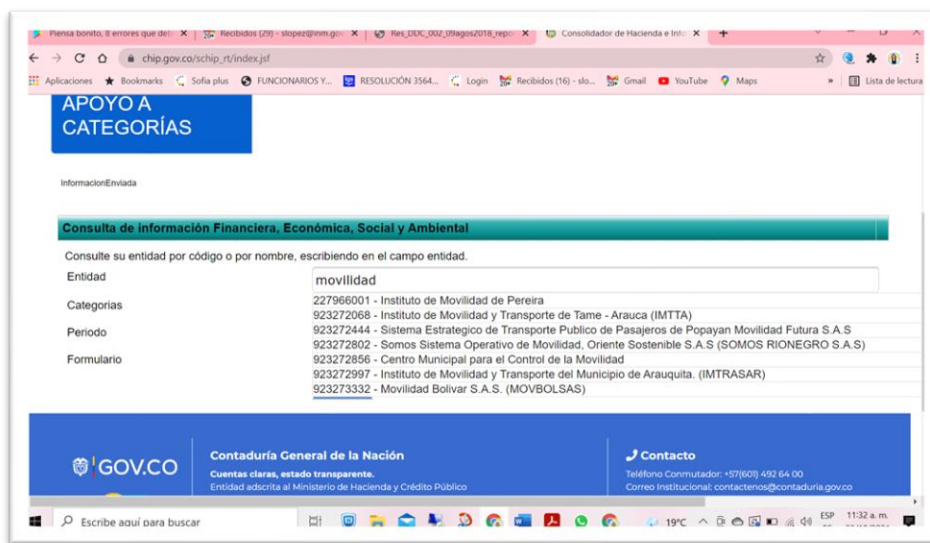 Piensa bonito, 8 errores que deb
Recibidos (29) - slopez@inm.gov
Res_DDC_002_09agos2018_repo
Consolidador de Hacienda e Info
chip.gov.co/schip_rt/index.jsf
Aplicaciones
Bookmarks
Sofia plus
FUNCIONARIOS Y...
RESOLUCIÓN 3564...
Login
Recibidos (16) - slo...
Gmail
YouTube
Maps
»
Lista de lectura
APOYO A
CATEGORÍAS
InformacionEnviada
Consulta de información Financiera, Económica, Social y Ambiental
Consulte su entidad por código o por nombre, escribiendo en el campo entidad.
Entidad
movilidad
Categorias
Periodo
Formulario
227966001 - Instituto de Movilidad de Pereira
923272068 - Instituto de Movilidad y Transporte de Tame - Arauca (IMTTA)
923272444 - Sistema Estrategico de Transporte Publico de Pasajeros de Popayan Movilidad Futura S.A.S
923272802 - Somos Sistema Operativo de Movilidad, Oriente Sostenible S.A.S (SOMOS RIONEGRO S.A.S)
923272856 - Centro Municipal para el Control de la Movilidad
923272997 - Instituto de Movilidad y Transporte del Municipio de Arauquita. (IMTRASAR)
923273332 - Movilidad Bolivar S.A.S. (MOVBOLSAS)
GOV.CO
Contaduría General de la Nación
Cuentas claras, estado transparente.
Entidad adscrita al Ministerio de Hacienda y Crédito Público
Contacto
Teléfono Conmutador: +57(601) 492 64 00
Correo Institucional: contactenos@contaduria.gov.co
Escribe aquí para buscar
19°C
ESP
11:32 a. m.